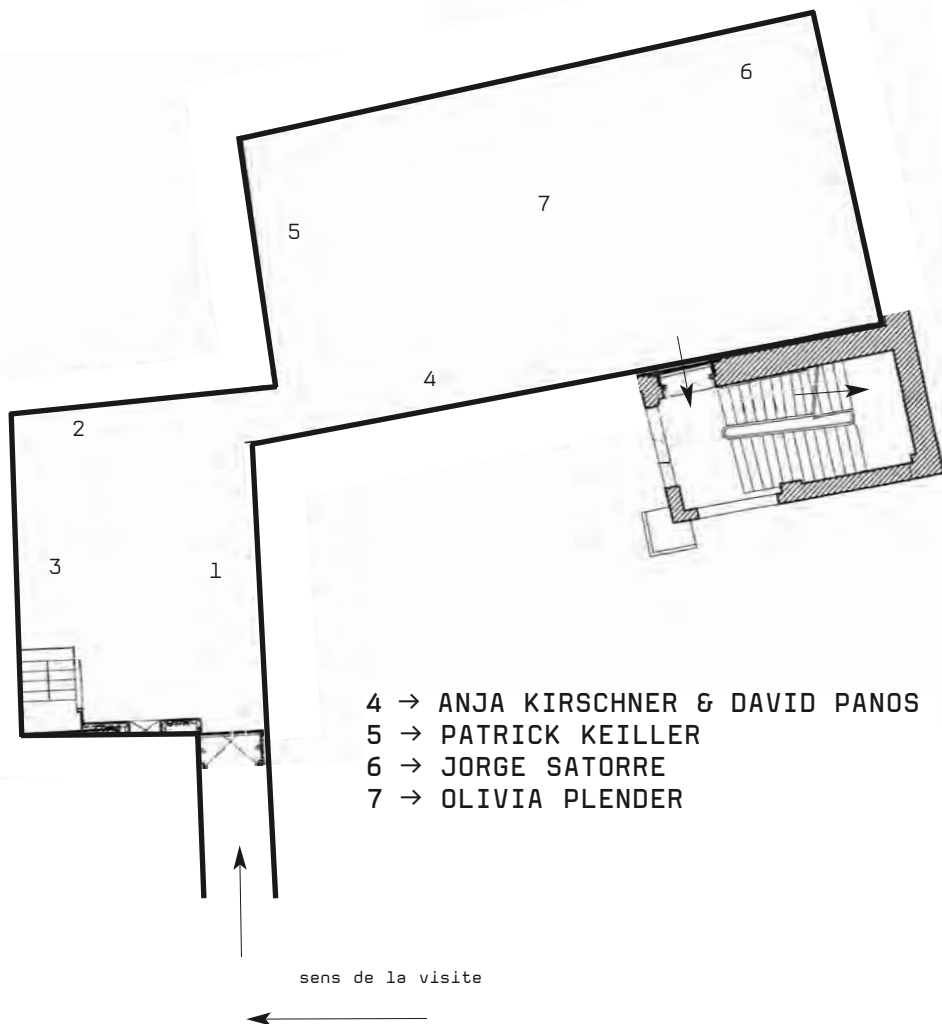 6
7
5
4
2
3
1
4 → ANJA KIRSCHNER & DAVID PANOS
5 → PATRICK KEILLER
6 → JORGE SATORRE
7 → OLIVIA PLENDER
sens de la visite